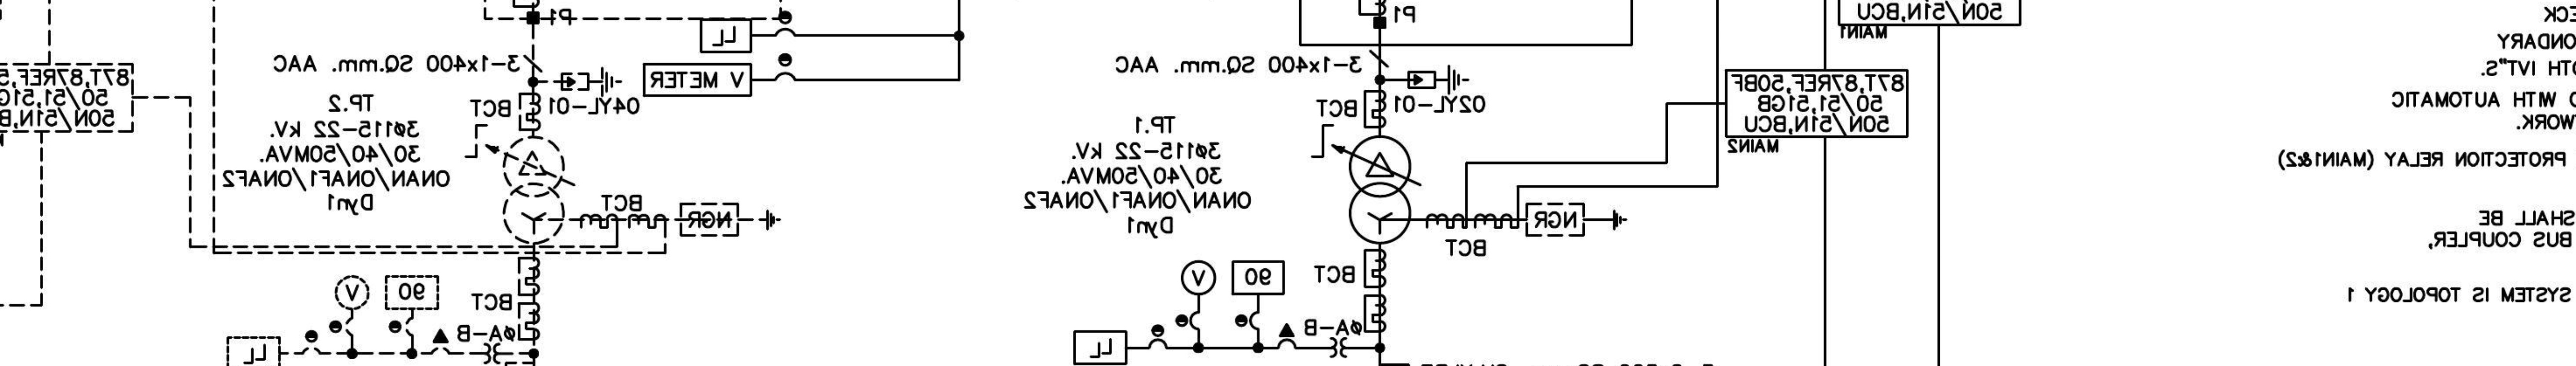 ECK
ONDARY
OTH IVT"S.
WITH AUTOMATIC
WORK.
PROTECTION RELAY (MAIN1&2)
SHALL BE
BUS COUPLER,
SYSTEM IS TOPOLOGY 1
50N/51N,BCU
MAIN1
87T,87REF,50BF
50/51,51GB
50N/51N,BCU
MAIN2
P1
3-1x400 SQ.mm. AAC
02YL-01
BCT
TP.1
3Ø115-22 kV.
30/40/50MVA.
ONAN/ONAF1/ONAF2
Dyn1
NGR
BCT
BCT
90
V
ØA-B
LL
LL
V METER
P1
3-1x400 SQ.mm. AAC
04YL-01
BCT
TP.2
3Ø115-22 kV.
30/40/50MVA.
ONAN/ONAF1/ONAF2
Dyn1
BCT
NGR
BCT
90
V
ØA-B
LL
87T,87REF,5
50/51,51G
50N/51N,B